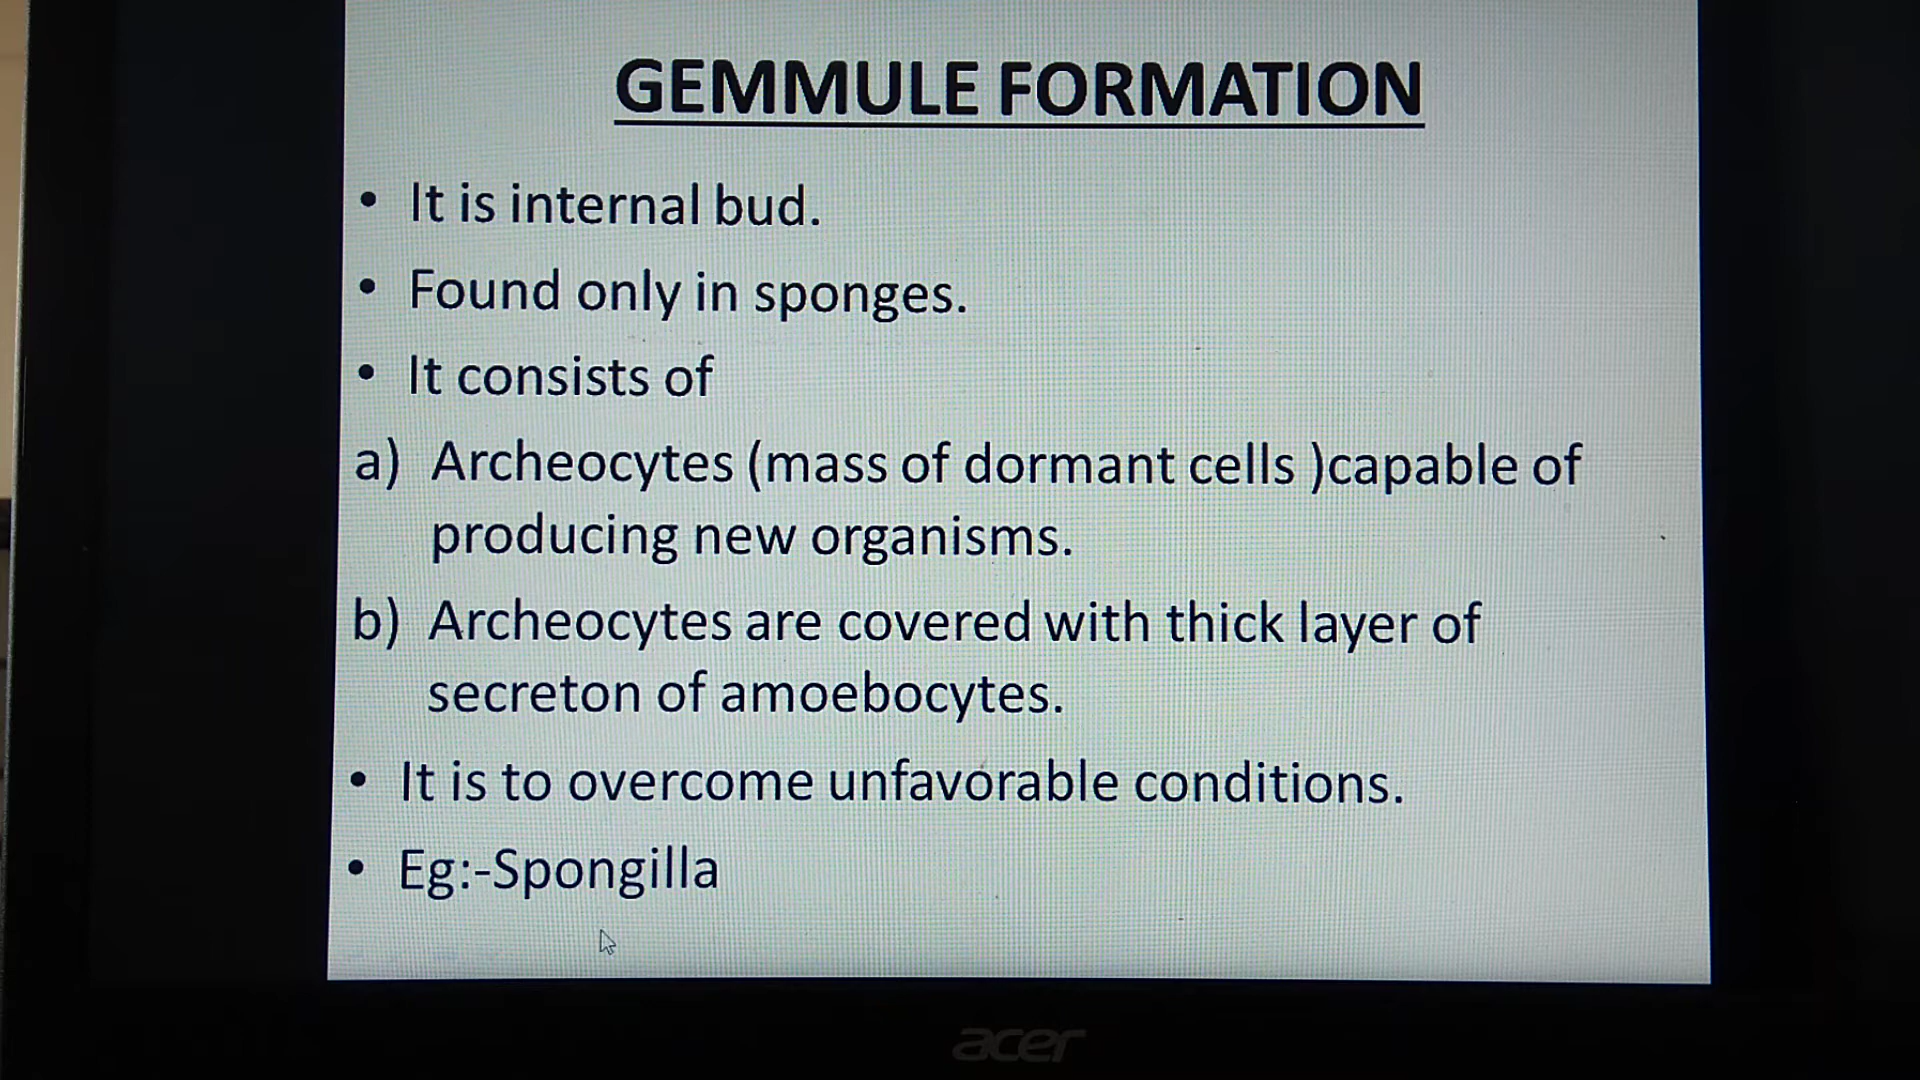 GEMMULE FORMATION
• It is internal bud.
• Found only in sponges.
• It consists of
a) Archeocytes (mass of dormant cells )capable of
producing new organisms.
b) Archeocytes are covered with thick layer of
secreton of amoebocytes.
• It is to overcome unfavorable conditions.
• Eg:-Spongilla
acer